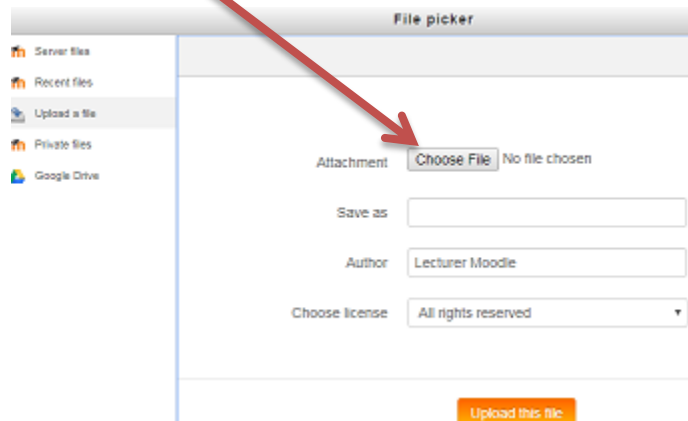 File picker
Server files
Recent files
Upload a file
Private files
Google Drive
Attachment Choose File No file chosen
Save as
Author Lecturer Moodle
Choose license All rights reserved
Upload this file